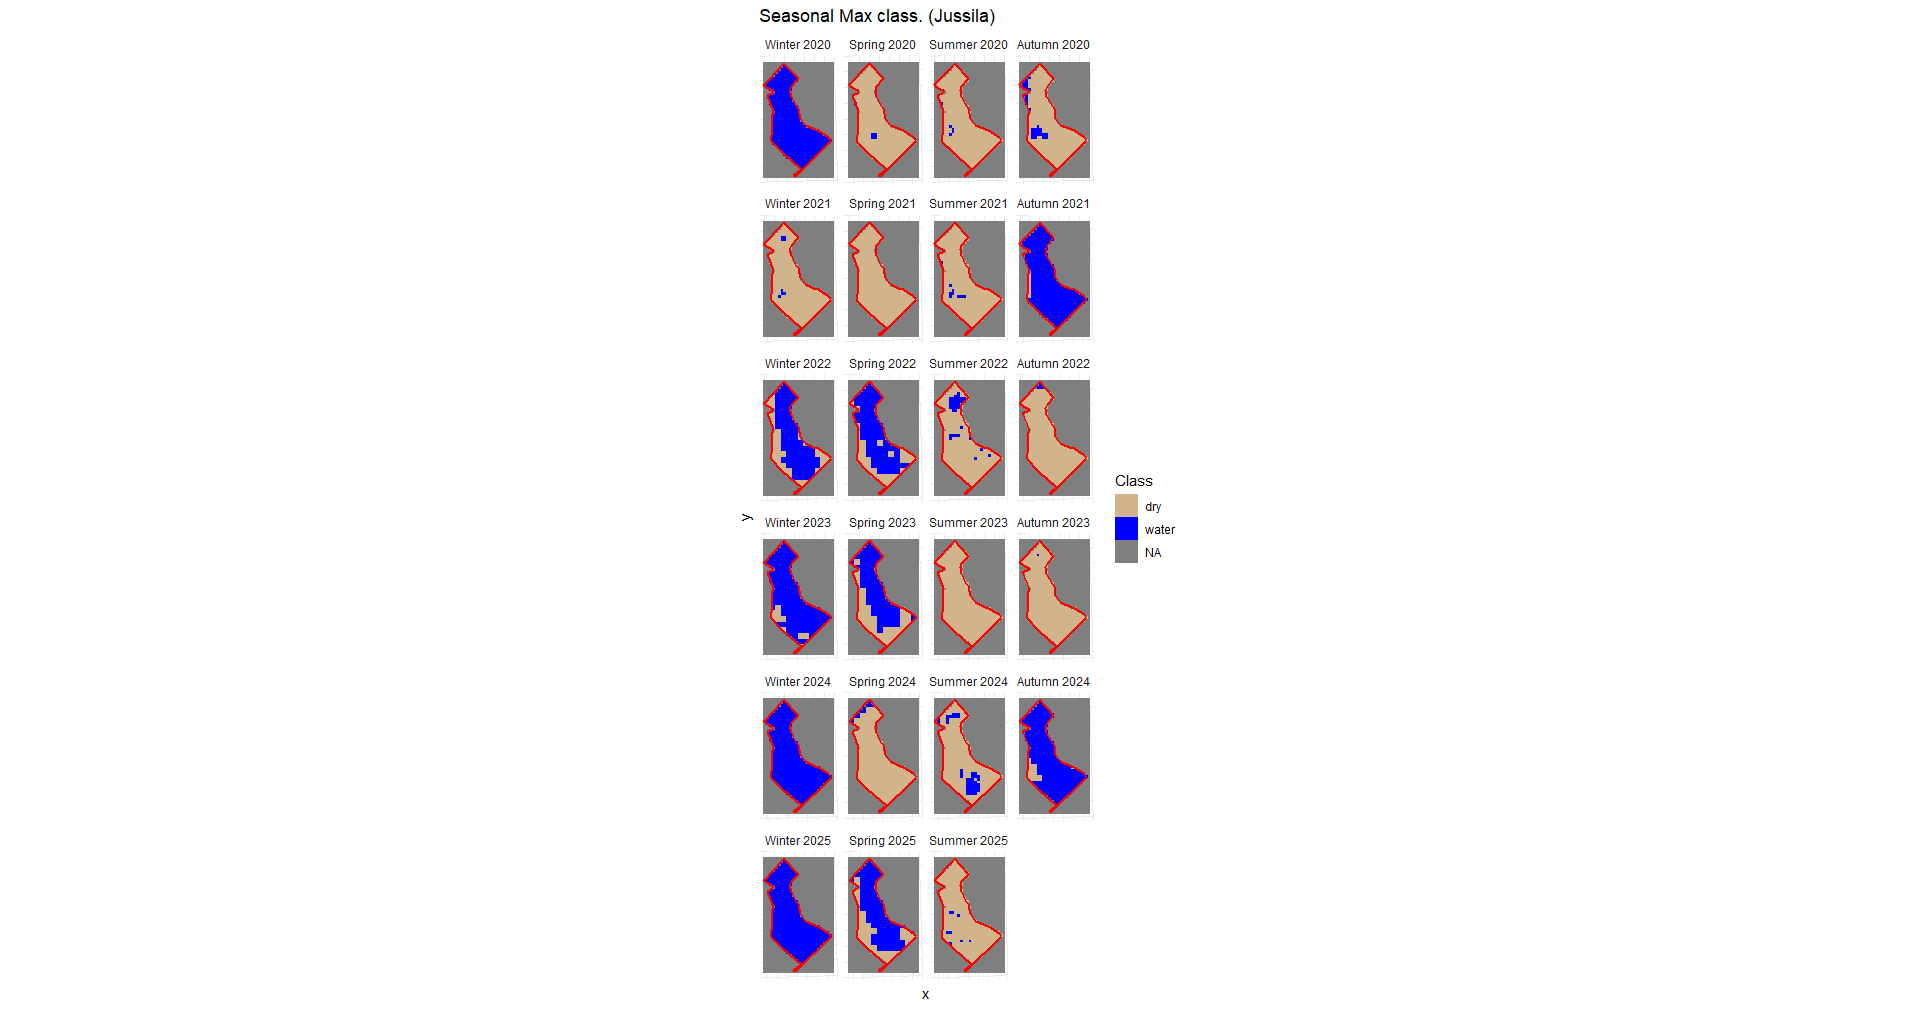 Seasonal Max class. (Jussila)
Winter 2020 Spring 2020 Summer 2020 Autumn 2020
Winter 2021 Spring 2021 Summer 2021 Autumn 2021
Winter 2022 Spring 2022 Summer 2022 Autumn 2022
Class
dry
water
NA
y
Winter 2023 Spring 2023 Summer 2023 Autumn 2023
Winter 2024 Spring 2024 Summer 2024 Autumn 2024
Winter 2025 Spring 2025 Summer 2025
x